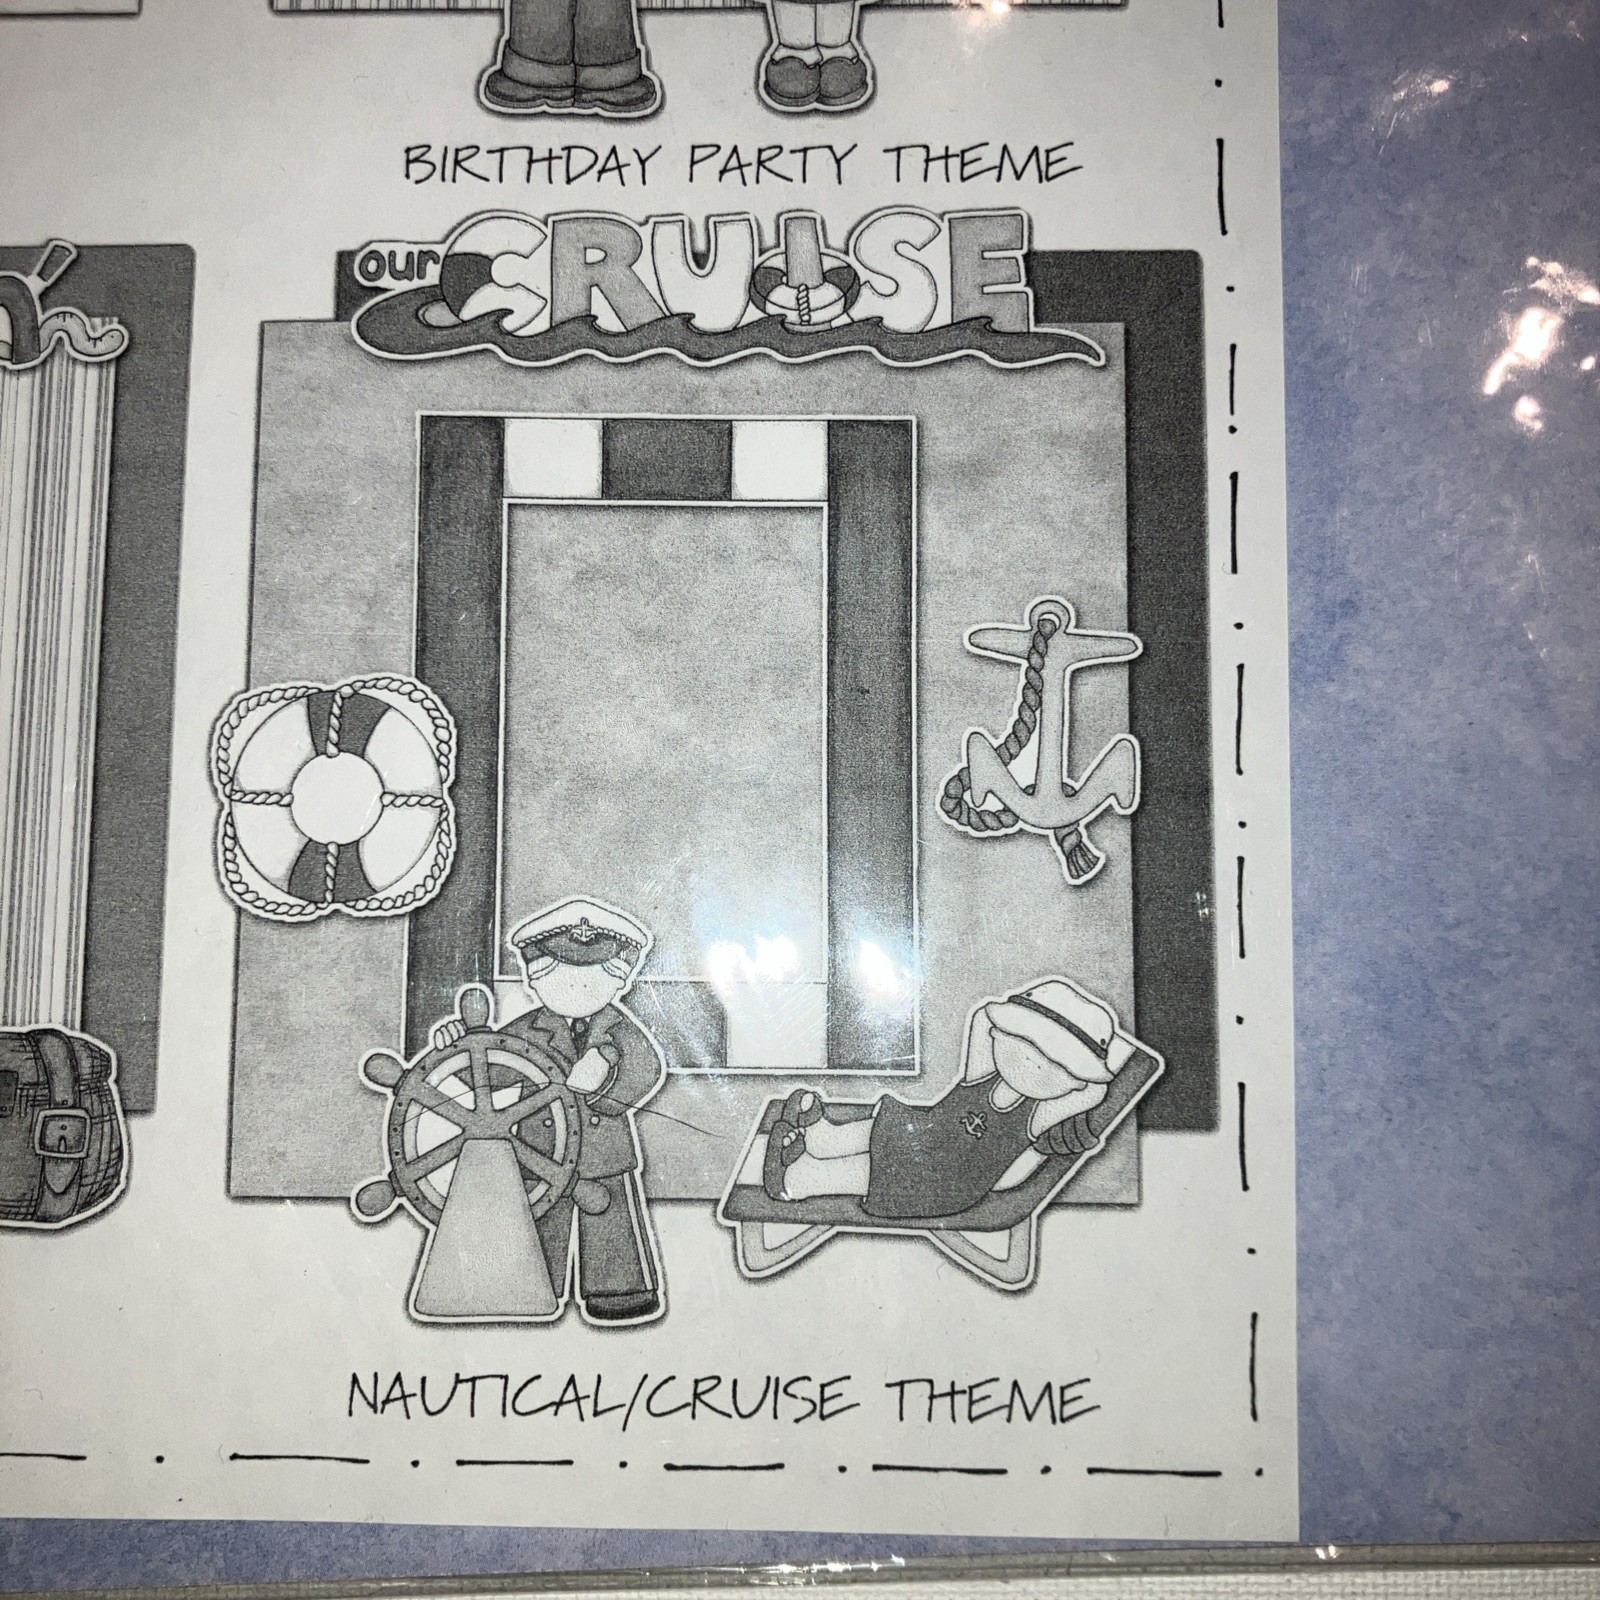 BIRTHDAY PARTY THEME
our CRUISE
NAUTICAL/CRUISE THEME